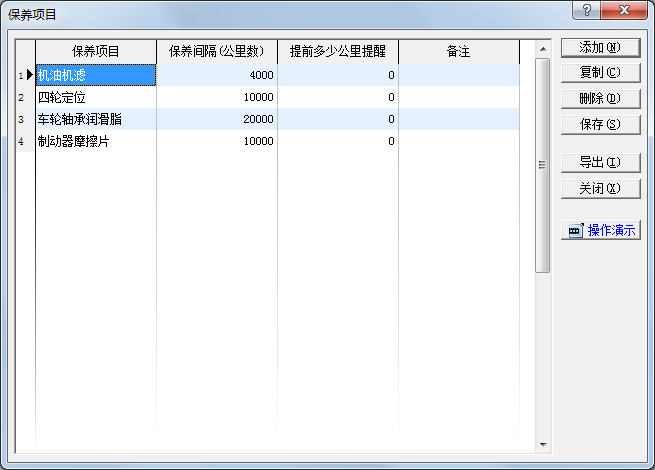 保养项目
保养项目 保养间隔(公里数) 提前多少公里提醒 备注
1 机油机滤 4000 0
2 四轮定位 10000 0
3 车轮轴承润滑脂 20000 0
4 制动器摩擦片 10000 0
添加(N)
复制(C)
删除(D)
保存(S)
导出(I)
关闭(X)
操作演示